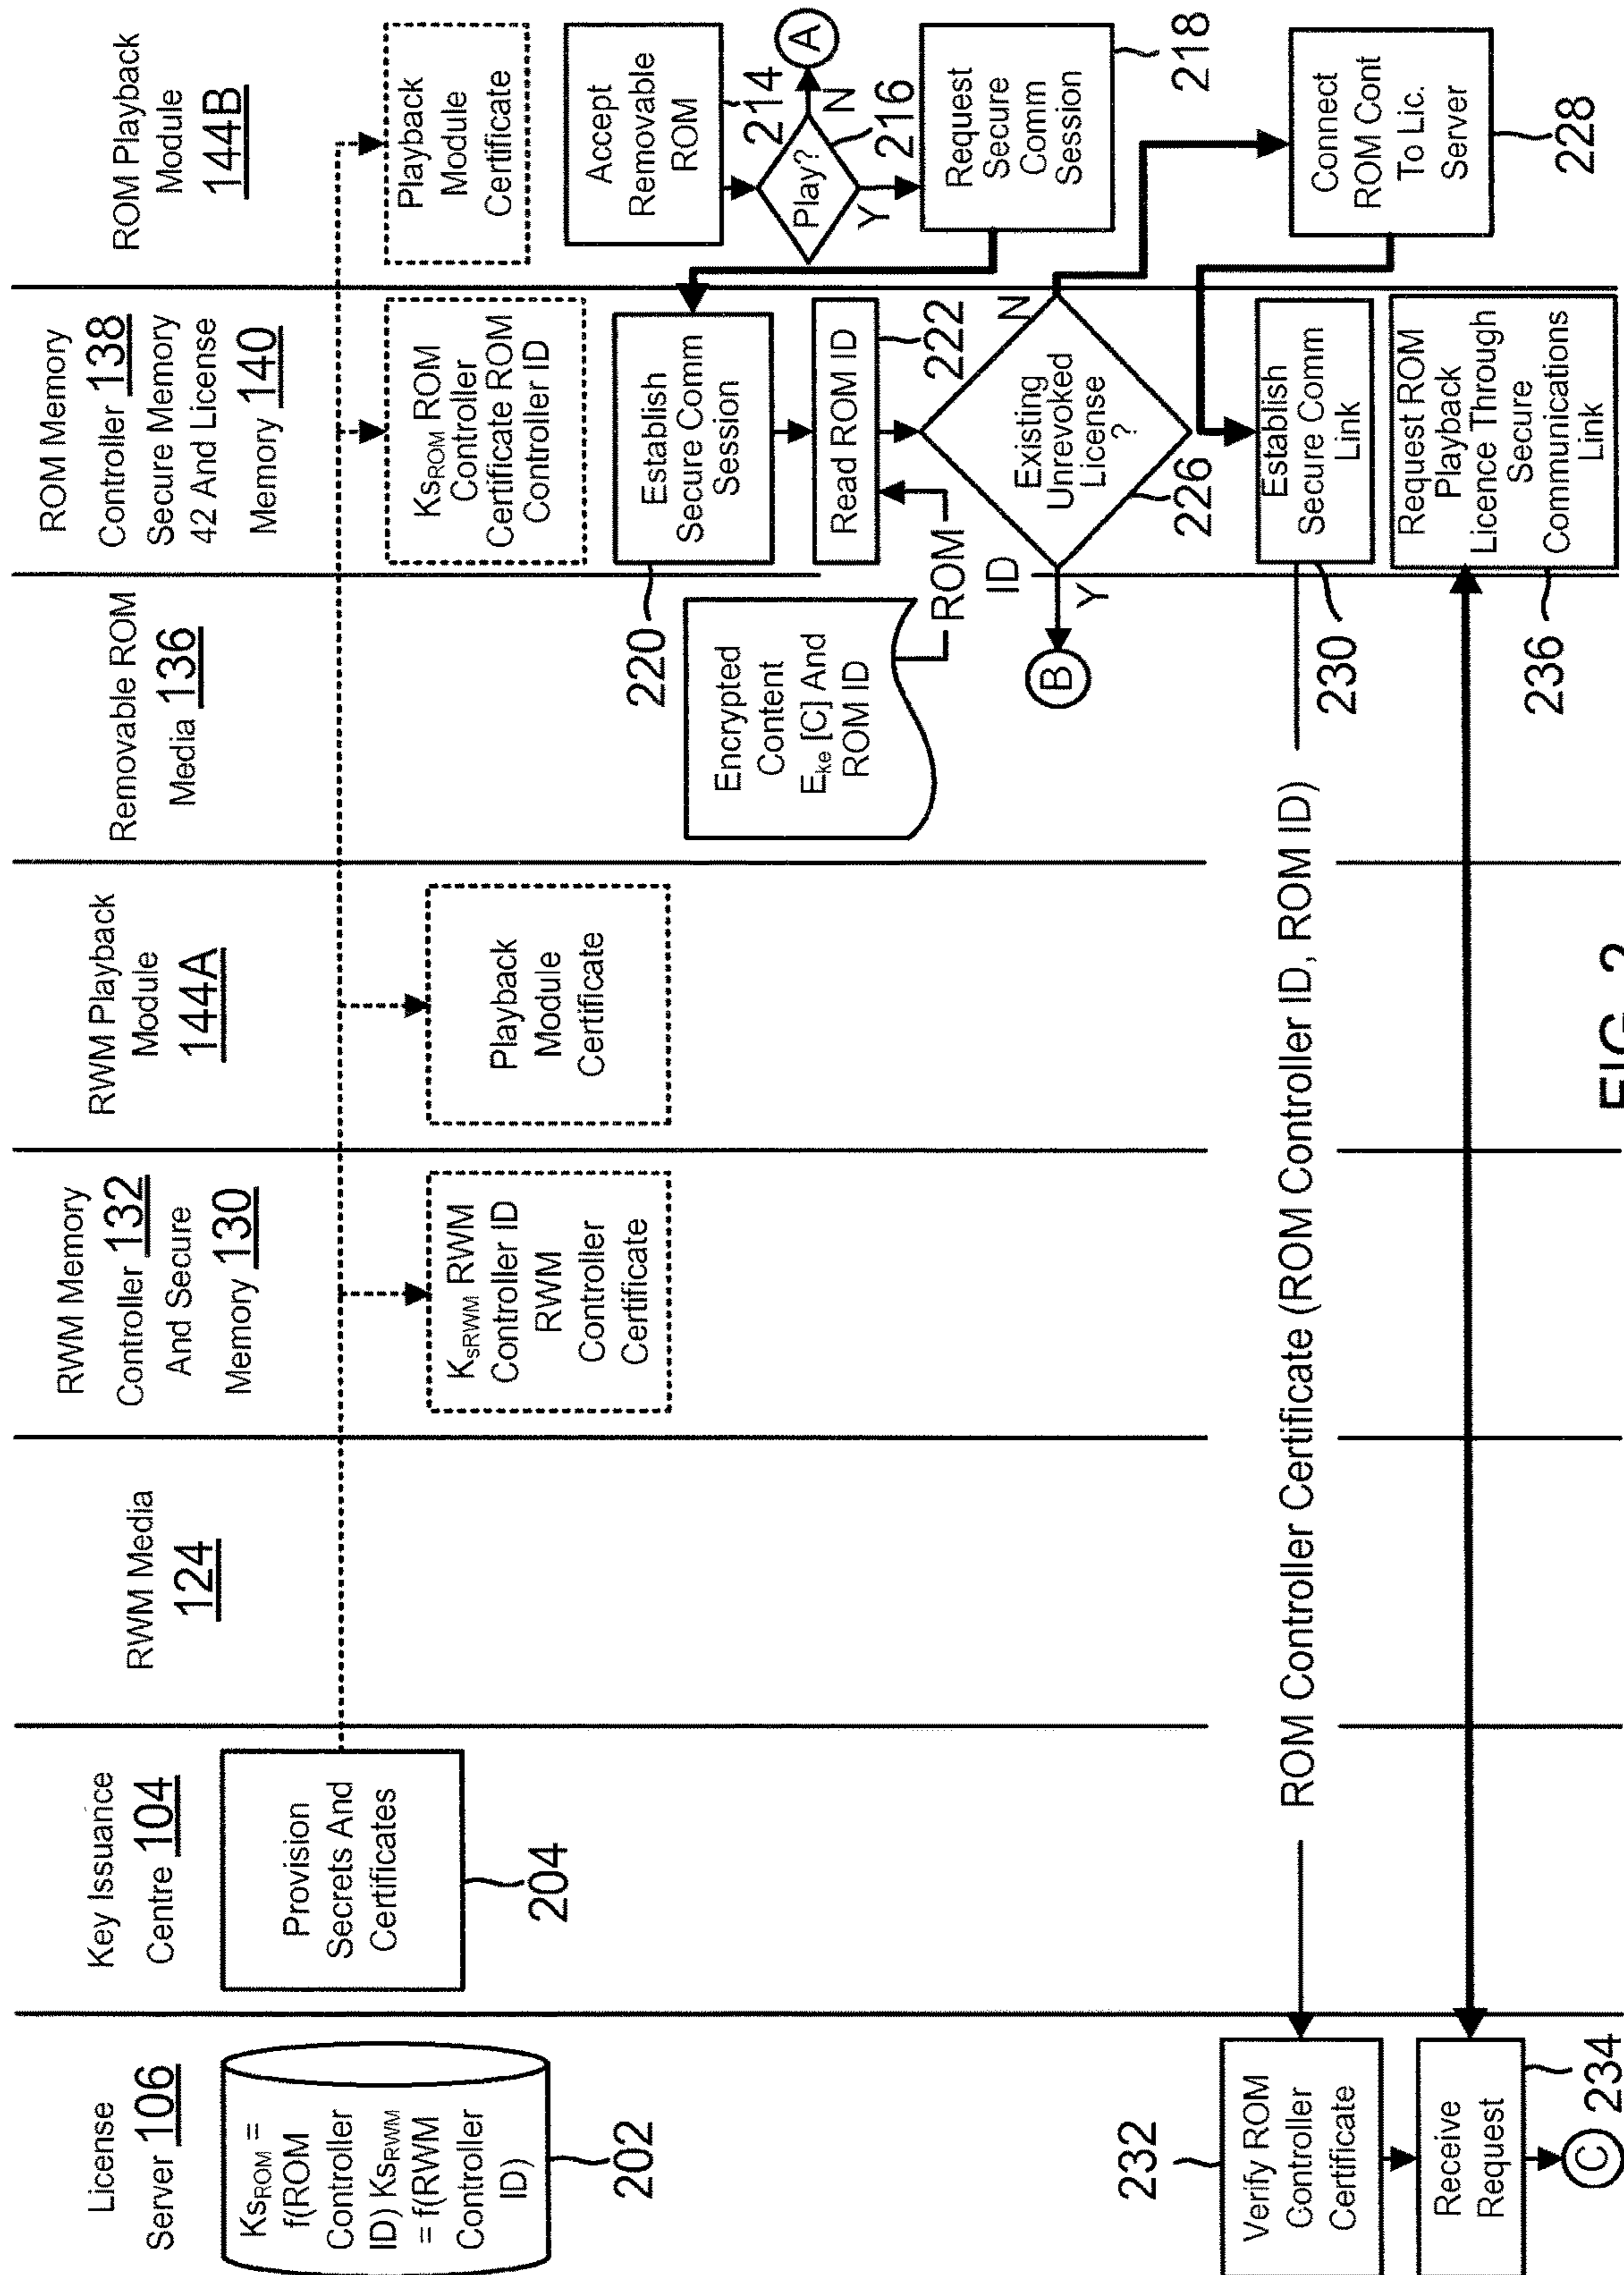 License
Server 106
Key Issuance
Centre 104
RWM Media
124
RWM Memory
Controller 132
And Secure
Memory 130
RWM Playback
Module
144A
Removable ROM
Media 136
ROM Memory
Controller 138
Secure Memory
42 And License
Memory 140
ROM Playback
Module
144B
KSROM =
f(ROM
Controller
ID) KSRWM
= f(RWM
Controller
ID)
202
Provision
Secrets And
Certificates
204
KSRWM RWM
Controller ID
RWM
Controller
Certificate
Playback
Module
Certificate
KSROM ROM
Controller
Certificate ROM
Controller ID
Playback
Module
Certificate
Accept
Removable
ROM
214
Play?
N
A
Y
216
Request
Secure
Comm
Session
218
Establish
Secure Comm
Session
220
Read ROM ID
222
Encrypted
Content
Eke [C] And
ROM ID
ROM
ID
Existing
Unrevoked
License
?
N
Y
B
226
Connect
ROM Cont
To Lic.
Server
228
Establish
Secure Comm
Link
230
ROM Controller Certificate (ROM Controller ID, ROM ID)
232
Verify ROM
Controller
Certificate
Request ROM
Playback
Licence Through
Secure
Communications
Link
236
Receive
Request
234
C
FIG. 2